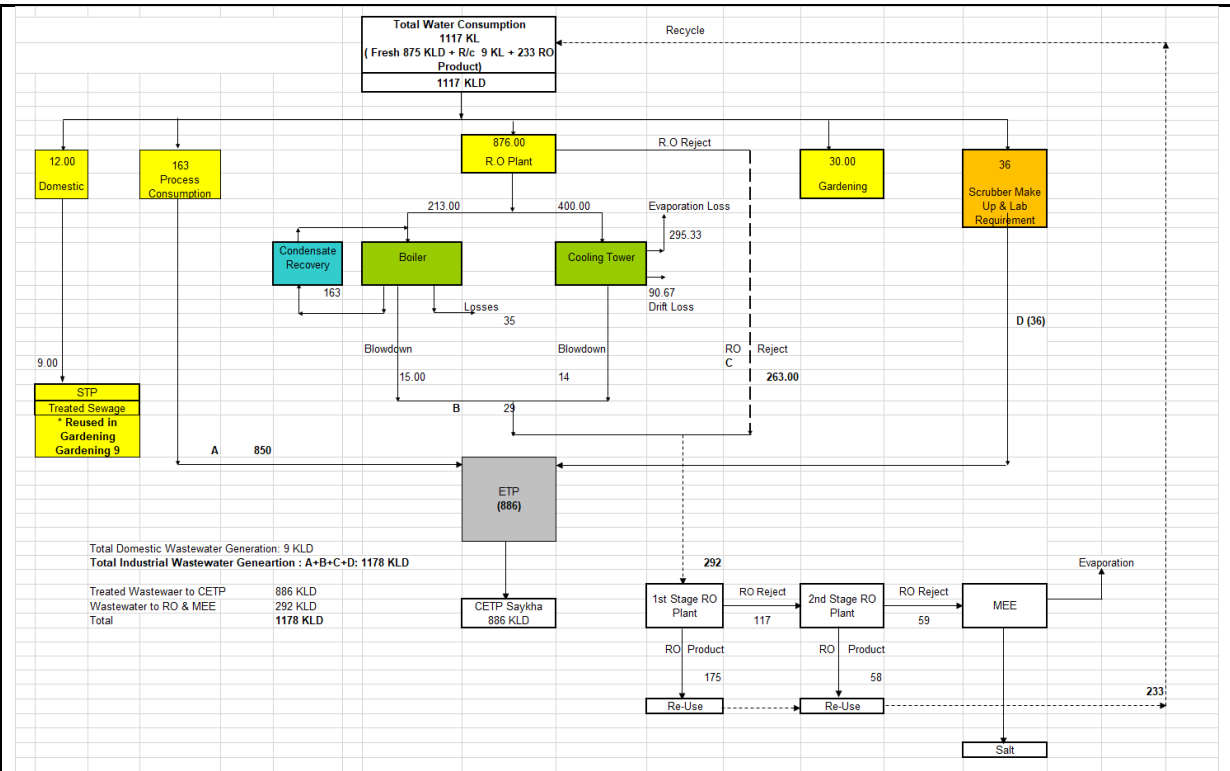 Total Water Consumption
1117 KL
( Fresh 875 KLD + R/c  9 KL + 233 RO
Product)
1117 KLD
Recycle
12.00
Domestic
163
Process
Consumption
876.00
R.O Plant
R.O Reject
30.00
Gardening
36
Scrubber Make
Up & Lab
Requirement
213.00
400.00
Evaporation Loss
295.33
Condensate
Recovery
Boiler
Cooling Tower
163
Losses
35
90.67
Drift Loss
D (36)
Blowdown
Blowdown
RO
Reject
C
9.00
15.00
14
263.00
STP
Treated Sewage
* Reused in
Gardening
Gardening 9
B
29
A
850
ETP
(886)
Total Domestic Wastewater Generation: 9 KLD
Total Industrial Wastewater Geneartion : A+B+C+D: 1178 KLD
292
Evaporation
Treated Wastewaer to CETP
886 KLD
Wastewater to RO & MEE
292 KLD
Total
1178 KLD
CETP Saykha
886 KLD
1st Stage RO
Plant
RO Reject
117
2nd Stage RO
Plant
RO Reject
59
MEE
RO
Product
RO
Product
175
58
233
Re-Use
Re-Use
Salt